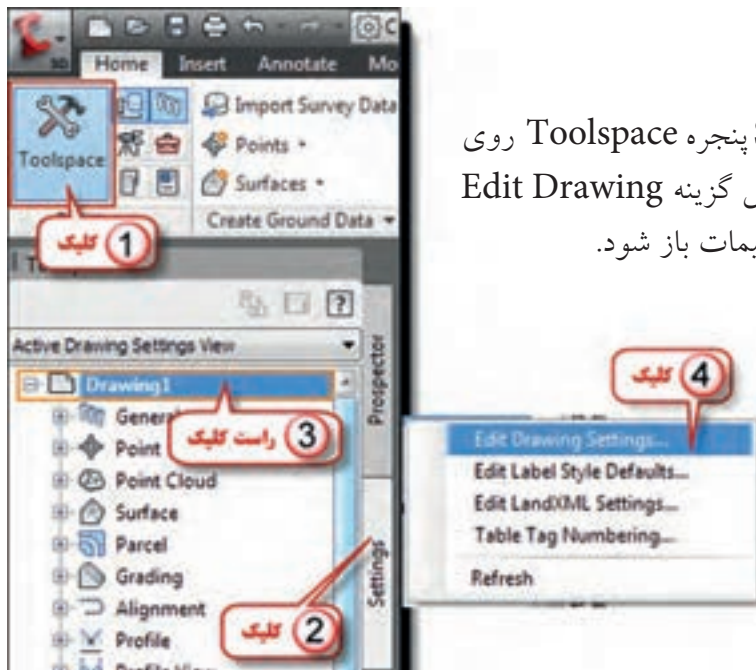 Home Insert Annotate Mo
Import Survey Data
Toolspace
Points
Surfaces
Create Ground Data
1 کلیک
پنجره Toolspace روی
گزینه Edit Drawing
باز شود.
?
Active Drawing Settings View
Drawing1
3 راست کلیک
General
Point
Point Cloud
Surface
Parcel
Grading
Alignment
Profile
Profile View
Prospector
Settings
2 کلیک
4 کلیک
Edit Drawing Settings...
Edit Label Style Defaults...
Edit LandXML Settings...
Table Tag Numbering...
Refresh